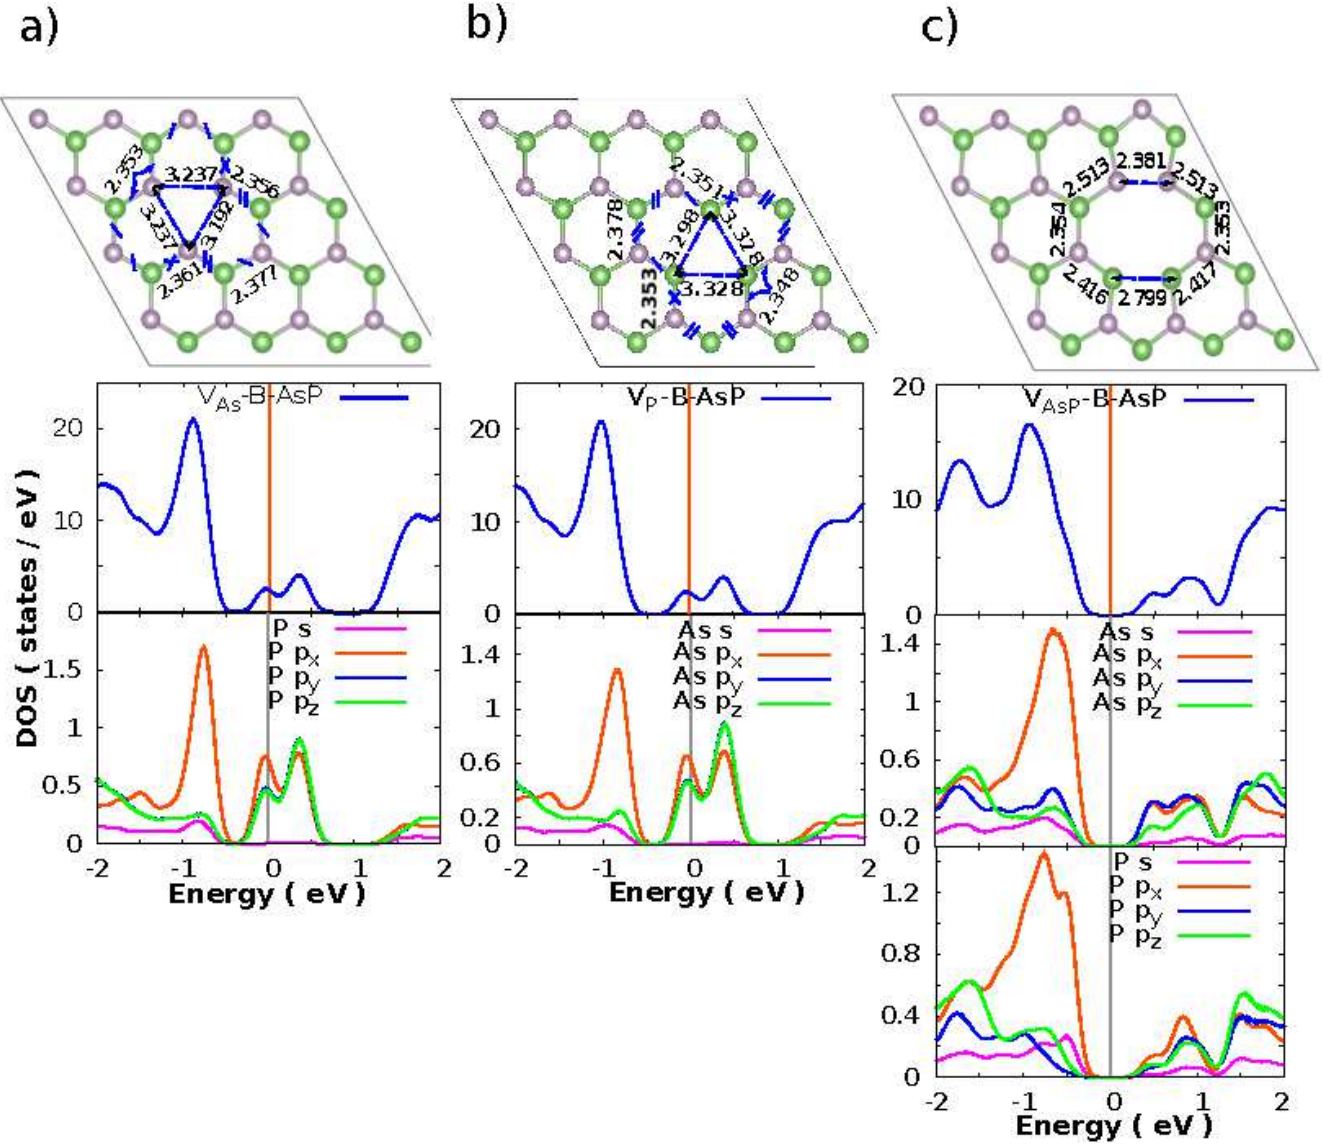 a)
b)
c)
2.353
3.237
2.356
3.237
3.192
2.361
2.377
2.351
2.378
3.298
3.328
2.353
3.328
2.348
2.513
2.381
2.513
2.354
2.353
2.416
2.799
2.417
V_As-B-AsP
20
10
0
DOS ( states / eV )
P s
P p_x
P p_y
P p_z
1.5
1
0.5
0
-2
-1
0
1
2
Energy ( eV )
V_P-B-AsP
20
10
0
As s
As p_x
As p_y
As p_z
1.4
1
0.6
0.2
0
-2
-1
0
1
2
Energy ( eV )
V_AsP-B-AsP
20
10
0
As s
As p_x
As p_y
As p_z
1.4
1
0.6
0.2
0
P s
P p_x
P p_y
P p_z
1.2
0.8
0.4
0
-2
-1
0
1
2
Energy ( eV )